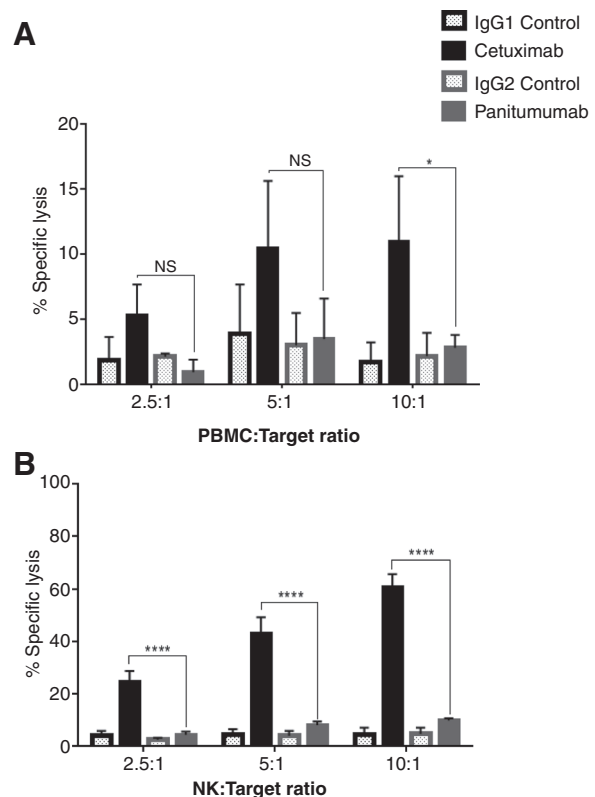 A
IgG1 Control
Cetuximab
IgG2 Control
Panitumumab
% Specific lysis
20
15
10
5
0
NS
NS
*
2.5:1
5:1
10:1
PBMC:Target ratio
B
% Specific lysis
100
80
60
40
20
0
****
****
****
2.5:1
5:1
10:1
NK:Target ratio